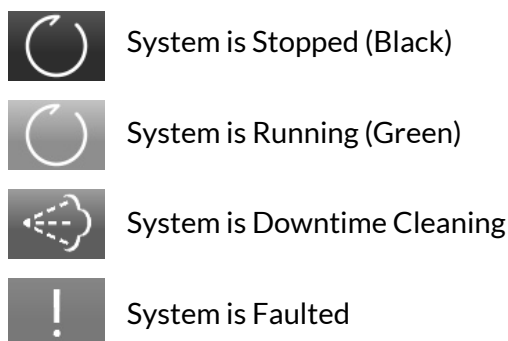 System is Stopped (Black)
System is Running (Green)
System is Downtime Cleaning
System is Faulted